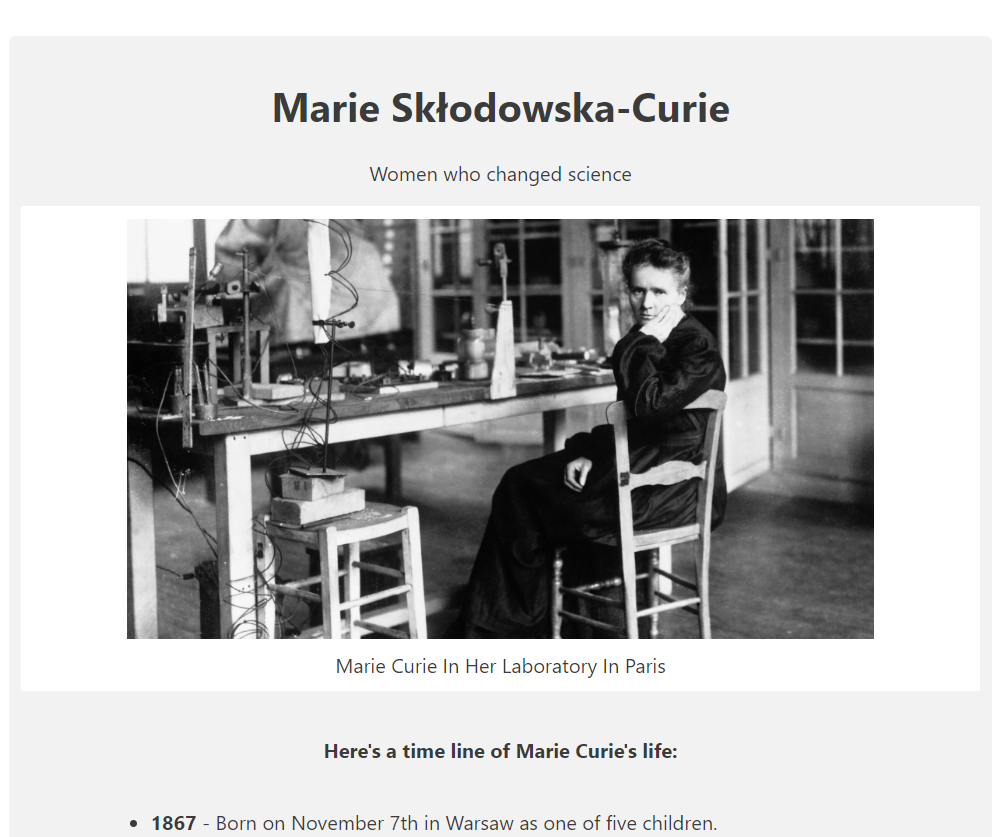 Marie Skłodowska-Curie
Women who changed science
Marie Curie In Her Laboratory In Paris
Here's a time line of Marie Curie's life:
1867 - Born on November 7th in Warsaw as one of five children.